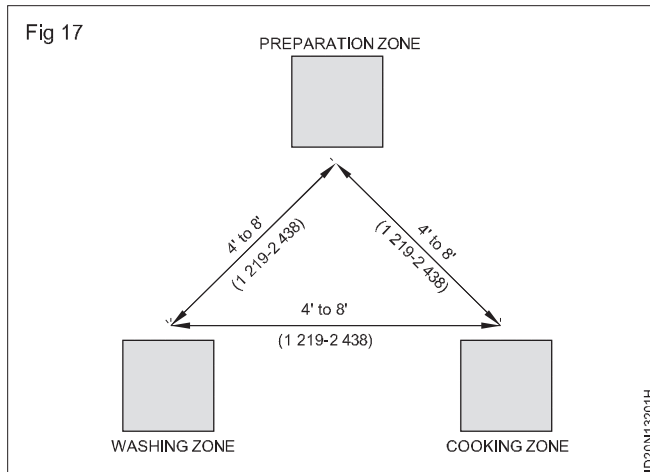 Fig 17
PREPARATION ZONE
4' to 8'
(1 219-2 438)
4' to 8'
(1 219-2 438)
4' to 8'
(1 219-2 438)
WASHING ZONE
COOKING ZONE
ID20N13201H